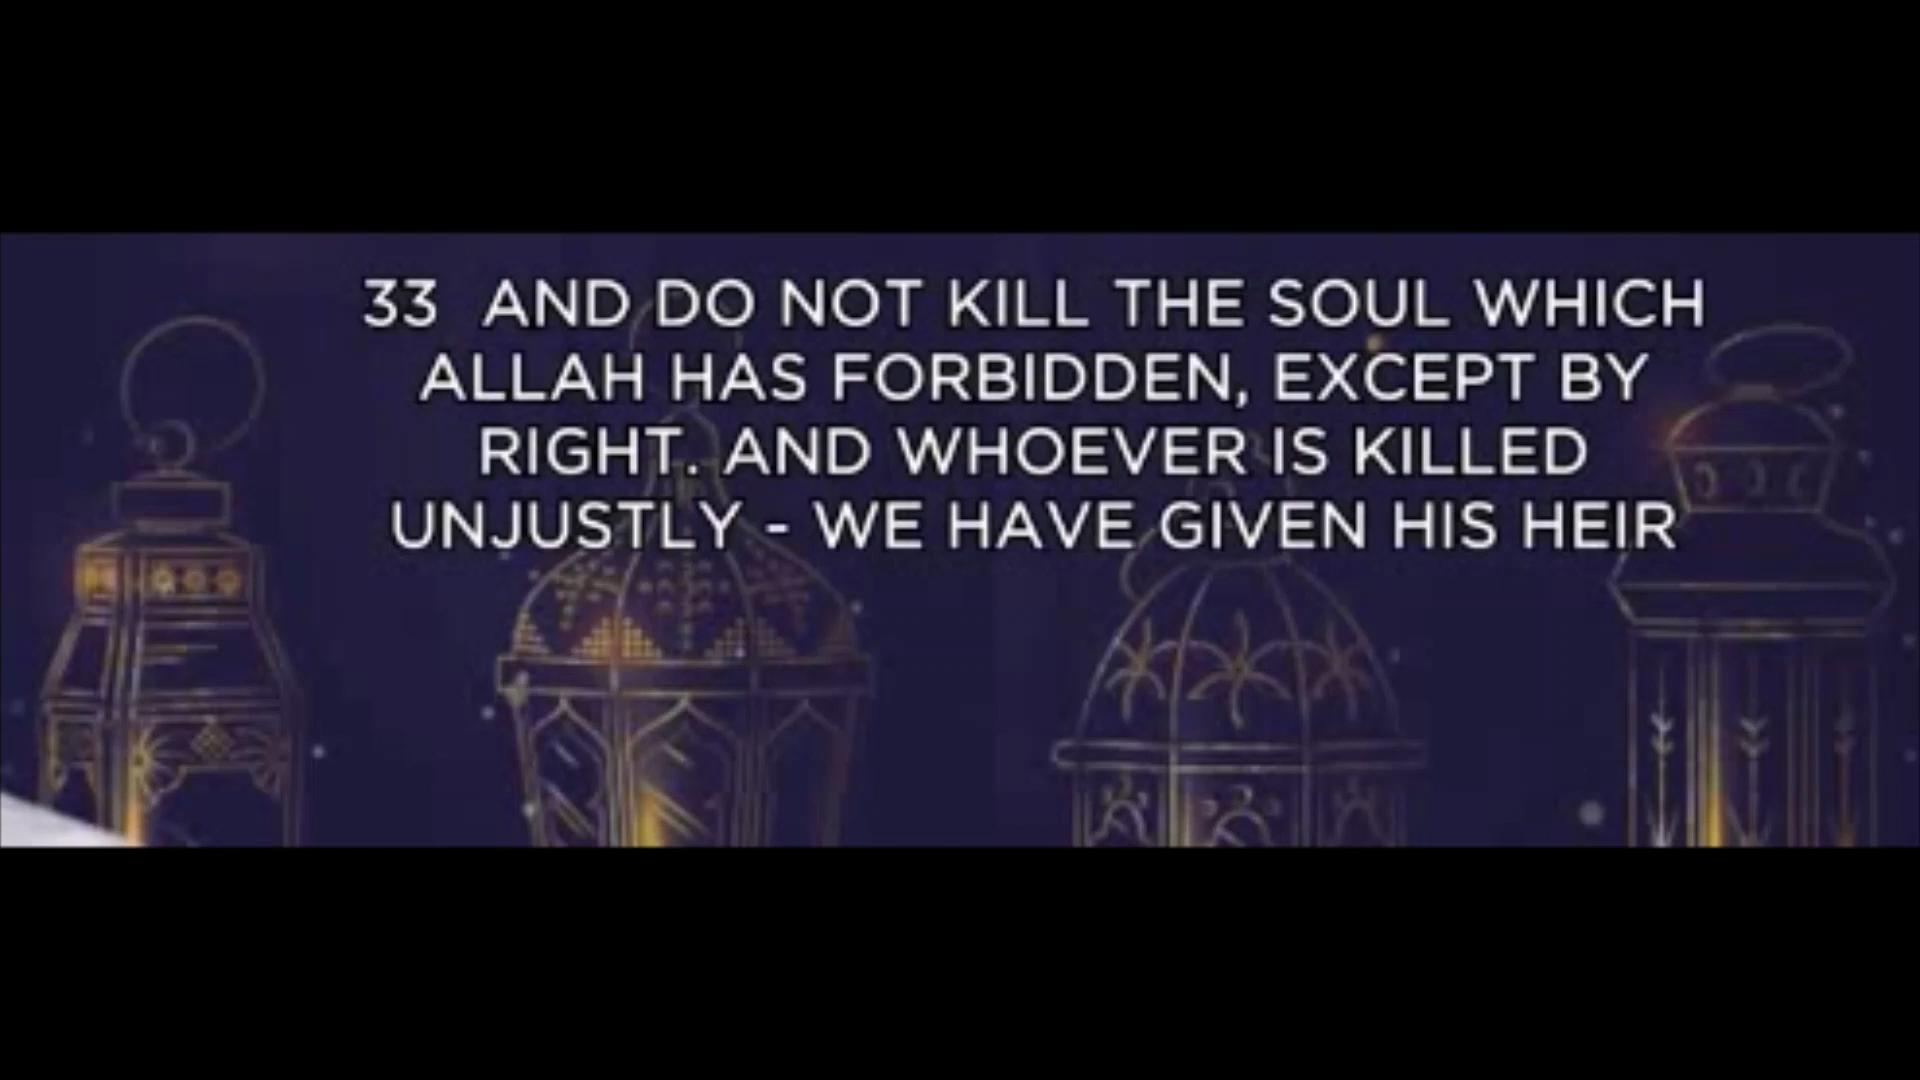 33 AND DO NOT KILL THE SOUL WHICH
ALLAH HAS FORBIDDEN, EXCEPT BY
RIGHT. AND WHOEVER IS KILLED
UNJUSTLY - WE HAVE GIVEN HIS HEIR